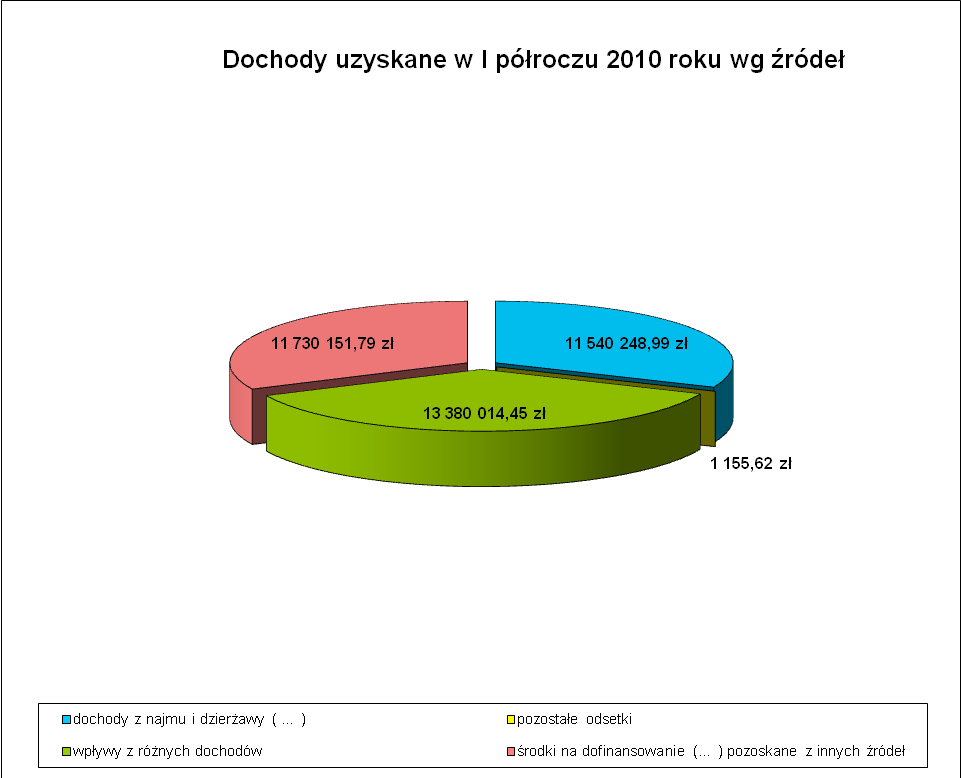 Dochody uzyskane w I półroczu 2010 roku wg źródeł
11 730 151,79 zł
11 540 248,99 zł
13 380 014,45 zł
1 155,62 zł
dochody z najmu i dzierżawy ( ... )
pozostałe odsetki
wpływy z różnych dochodów
środki na dofinansowanie (... ) pozoskane z innych źródeł